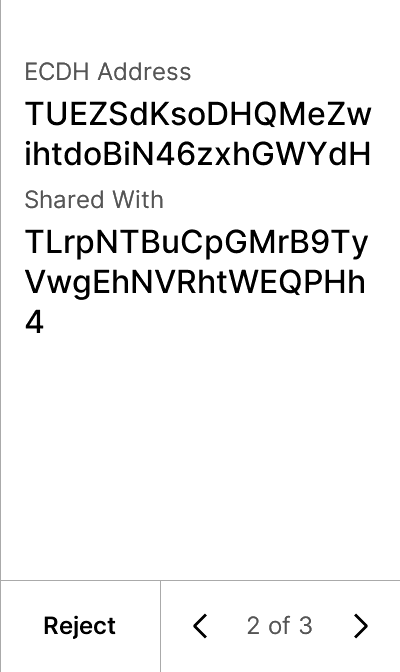 ECDH Address
TUEZSdKsoDHQMeZw
ihtdoBiN46zxhGWYdH
Shared With
TLrpNTBuCpGMrB9Ty
VwgEhNVRhtWEQPHh
4
Reject
2 of 3